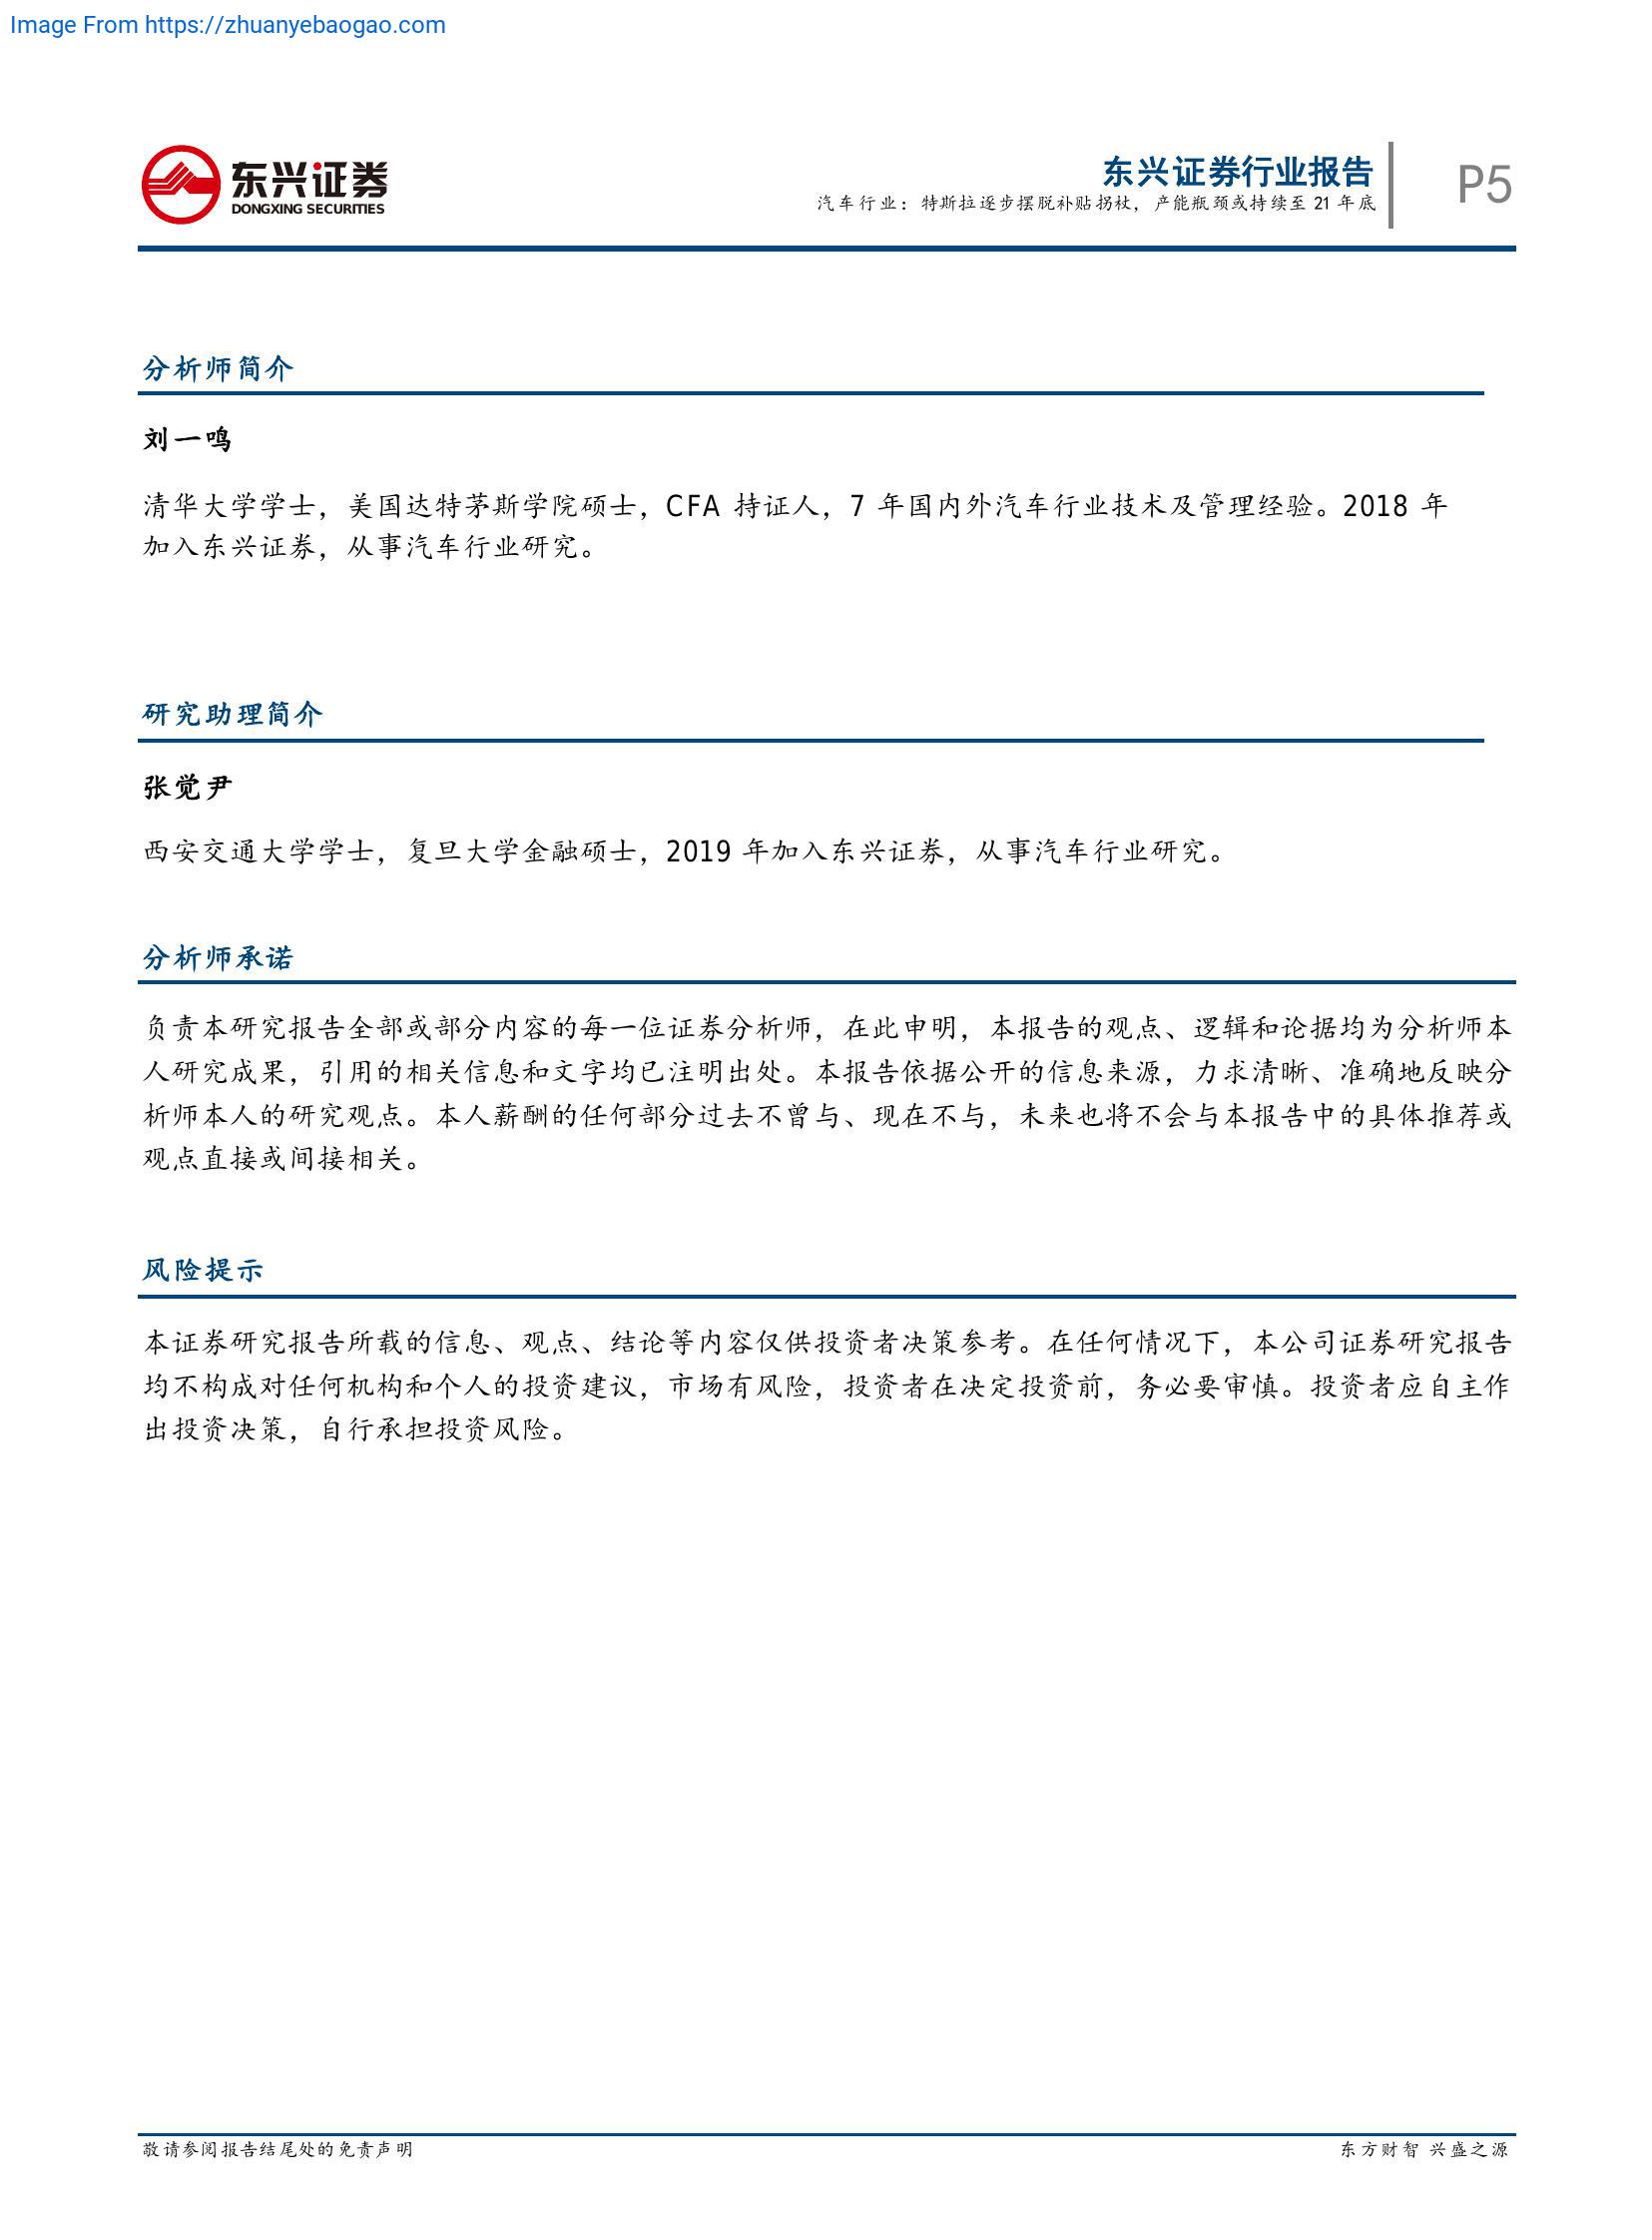 Image From https://zhuanyebaogao.com
东兴证券
DONGXING SECURITIES
东兴证券行业报告
汽车行业：特斯拉逐步摆脱补贴拐杖，产能瓶颈或持续至 21 年底
P5
分析师简介
刘一鸣
清华大学学士，美国达特茅斯学院硕士，CFA 持证人，7 年国内外汽车行业技术及管理经验。2018 年
加入东兴证券，从事汽车行业研究。
研究助理简介
张觉尹
西安交通大学学士，复旦大学金融硕士，2019 年加入东兴证券，从事汽车行业研究。
分析师承诺
负责本研究报告全部或部分内容的每一位证券分析师，在此申明，本报告的观点、逻辑和论据均为分析师本
人研究成果，引用的相关信息和文字均已注明出处。本报告依据公开的信息来源，力求清晰、准确地反映分
析师本人的研究观点。本人薪酬的任何部分过去不曾与、现在不与，未来也将不会与本报告中的具体推荐或
观点直接或间接相关。
风险提示
本证券研究报告所载的信息、观点、结论等内容仅供投资者决策参考。在任何情况下，本公司证券研究报告
均不构成对任何机构和个人的投资建议，市场有风险，投资者在决定投资前，务必要审慎。投资者应自主作
出投资决策，自行承担投资风险。
敬请参阅报告结尾处的免责声明
东方财智 兴盛之源